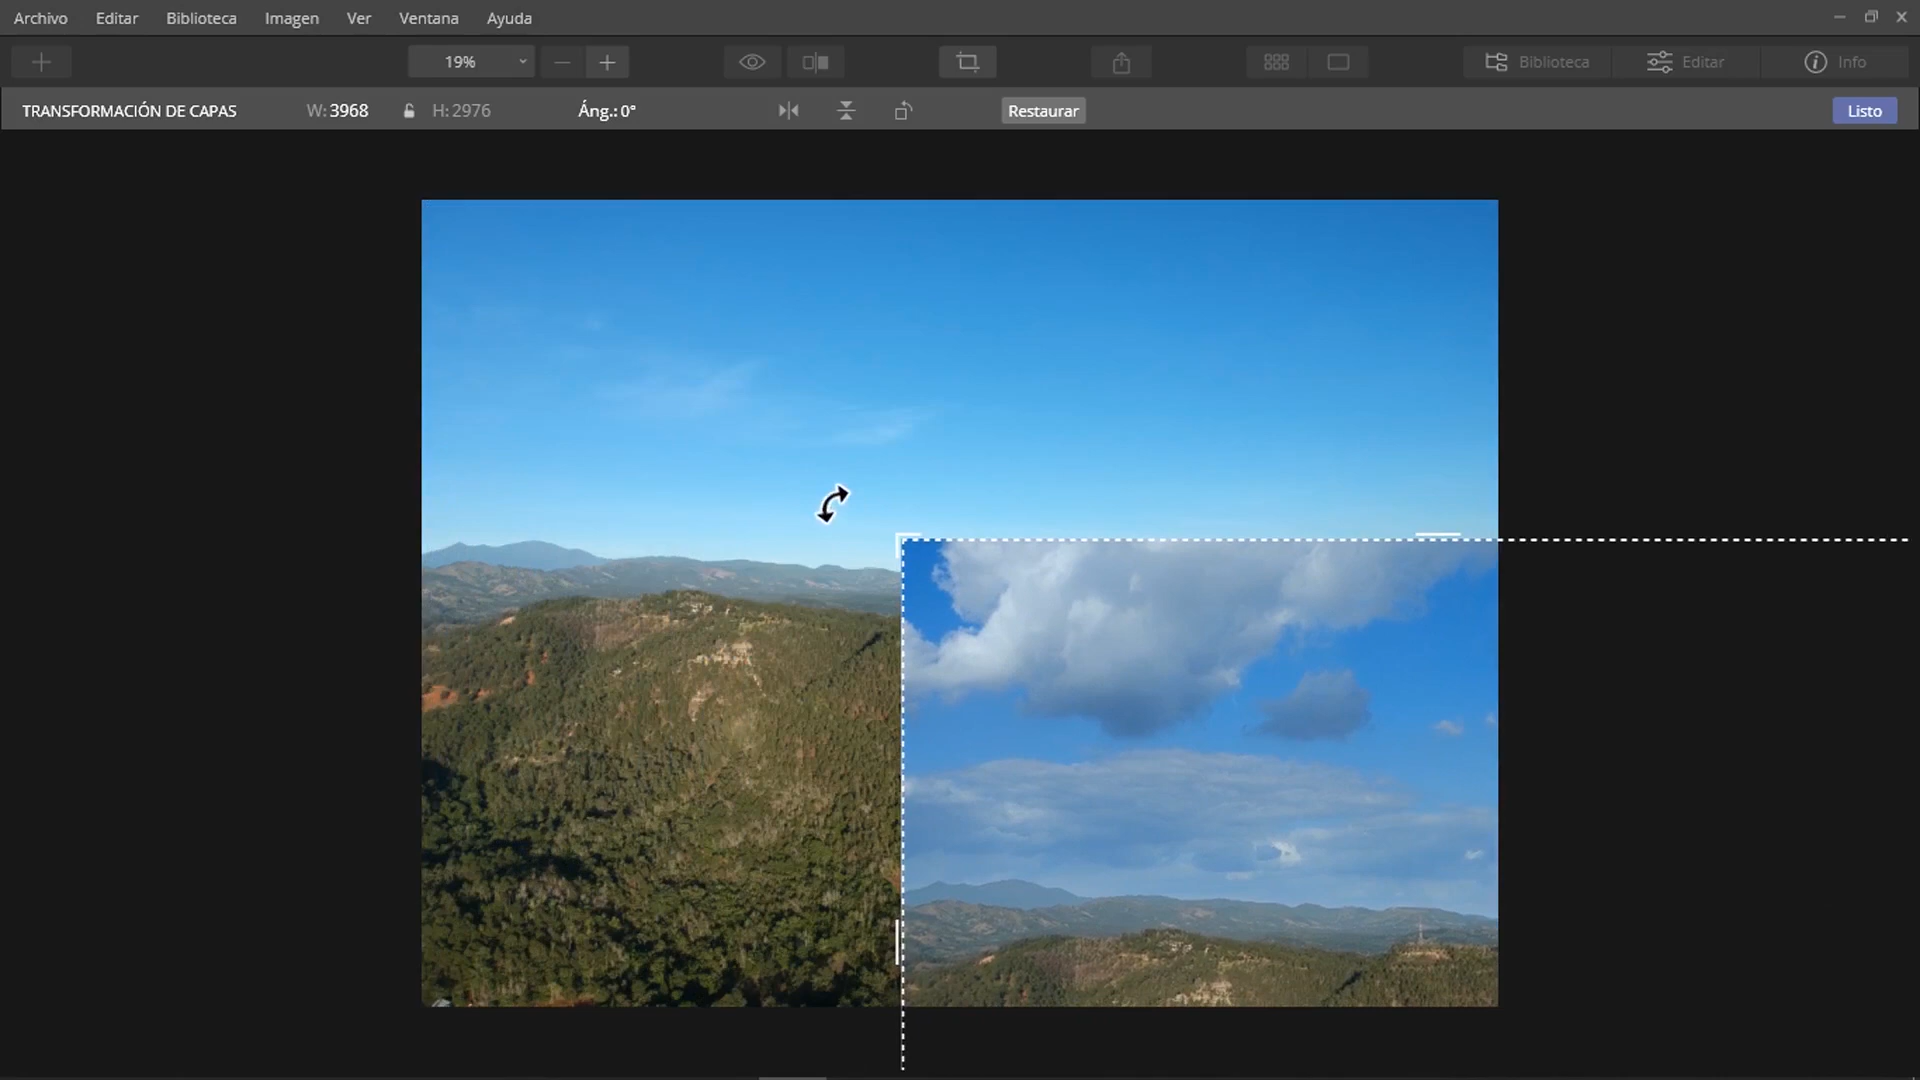 Archivo Editar Biblioteca Imagen Ver Ventana Ayuda
19% Biblioteca Editar Info
TRANSFORMACIÓN DE CAPAS W: 3968 H: 2976 Áng.: 0° Restaurar Listo